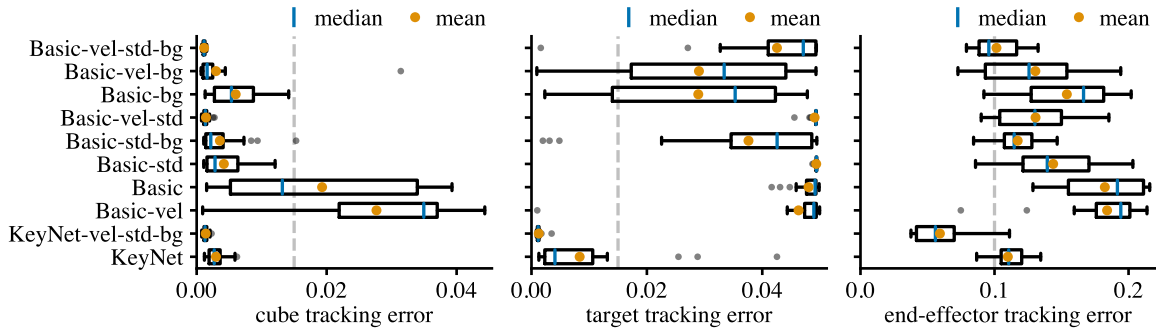 median mean median mean median mean
Basic-vel-std-bg
Basic-vel-bg
Basic-bg
Basic-vel-std
Basic-std-bg
Basic-std
Basic
Basic-vel
KeyNet-vel-std-bg
KeyNet
0.00 0.02 0.04 0.00 0.02 0.04 0.0 0.1 0.2
cube tracking error target tracking error end-effector tracking error